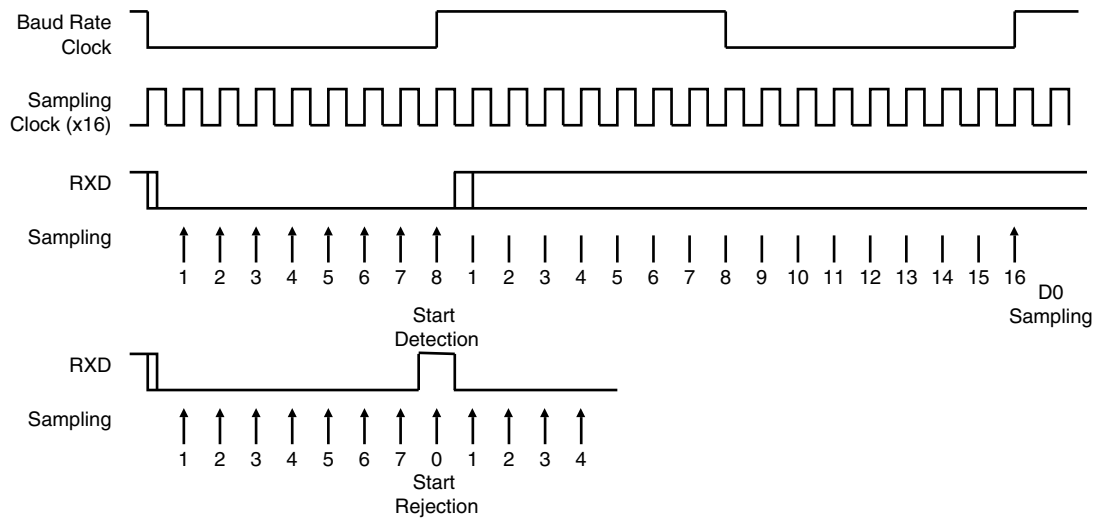 Baud Rate
Clock
Sampling
Clock (x16)
RXD
Sampling
1 2 3 4 5 6 7 8 1 2 3 4 5 6 7 8 9 10 11 12 13 14 15 16
D0
Sampling
Start
Detection
RXD
Sampling
1 2 3 4 5 6 7 0 1 2 3 4
Start
Rejection